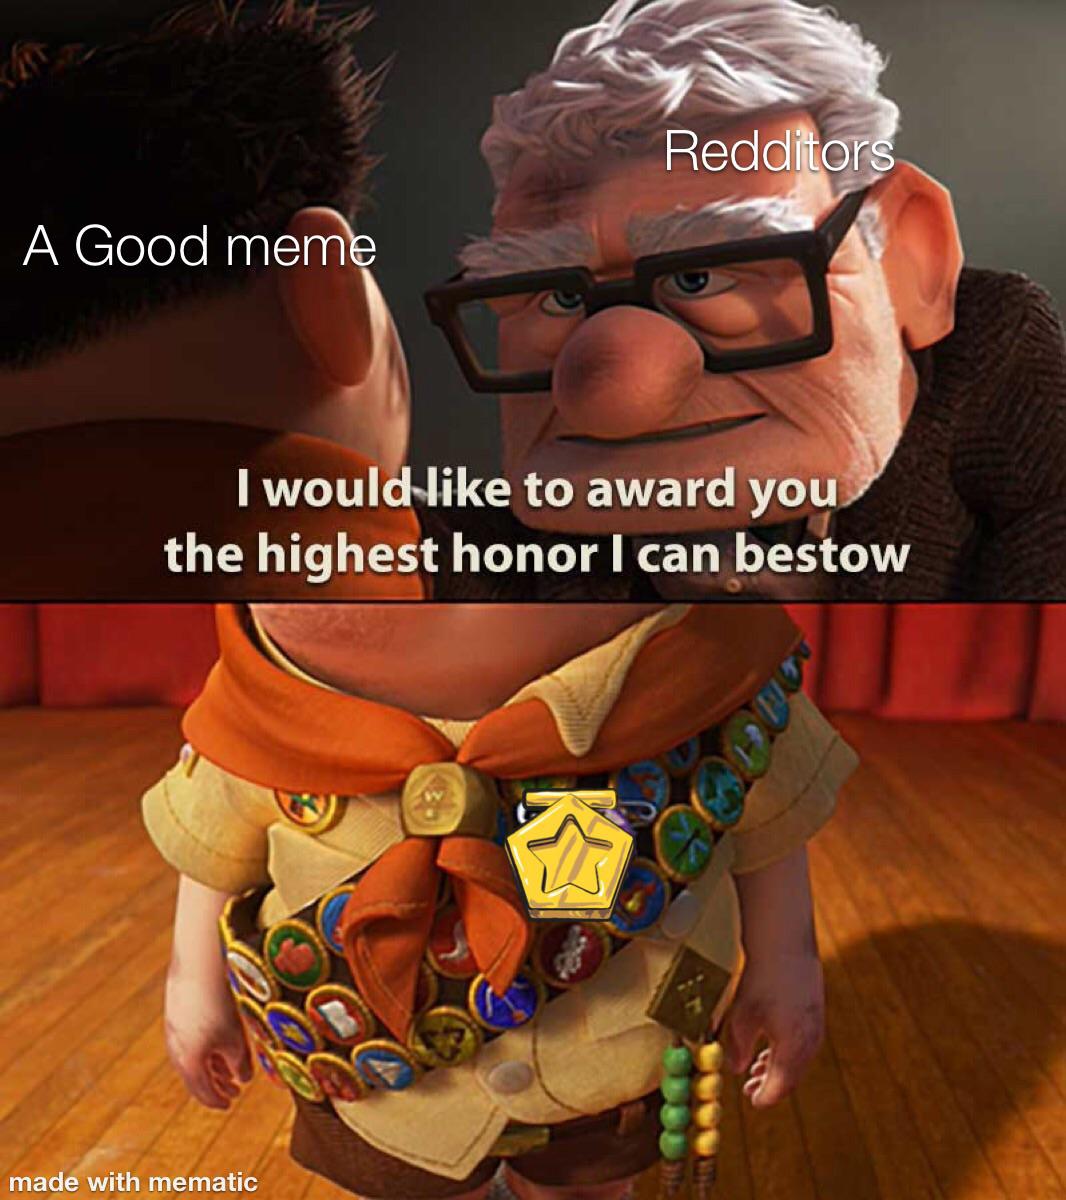 Redditors
A Good meme
I would like to award you
the highest honor I can bestow
made with mematic